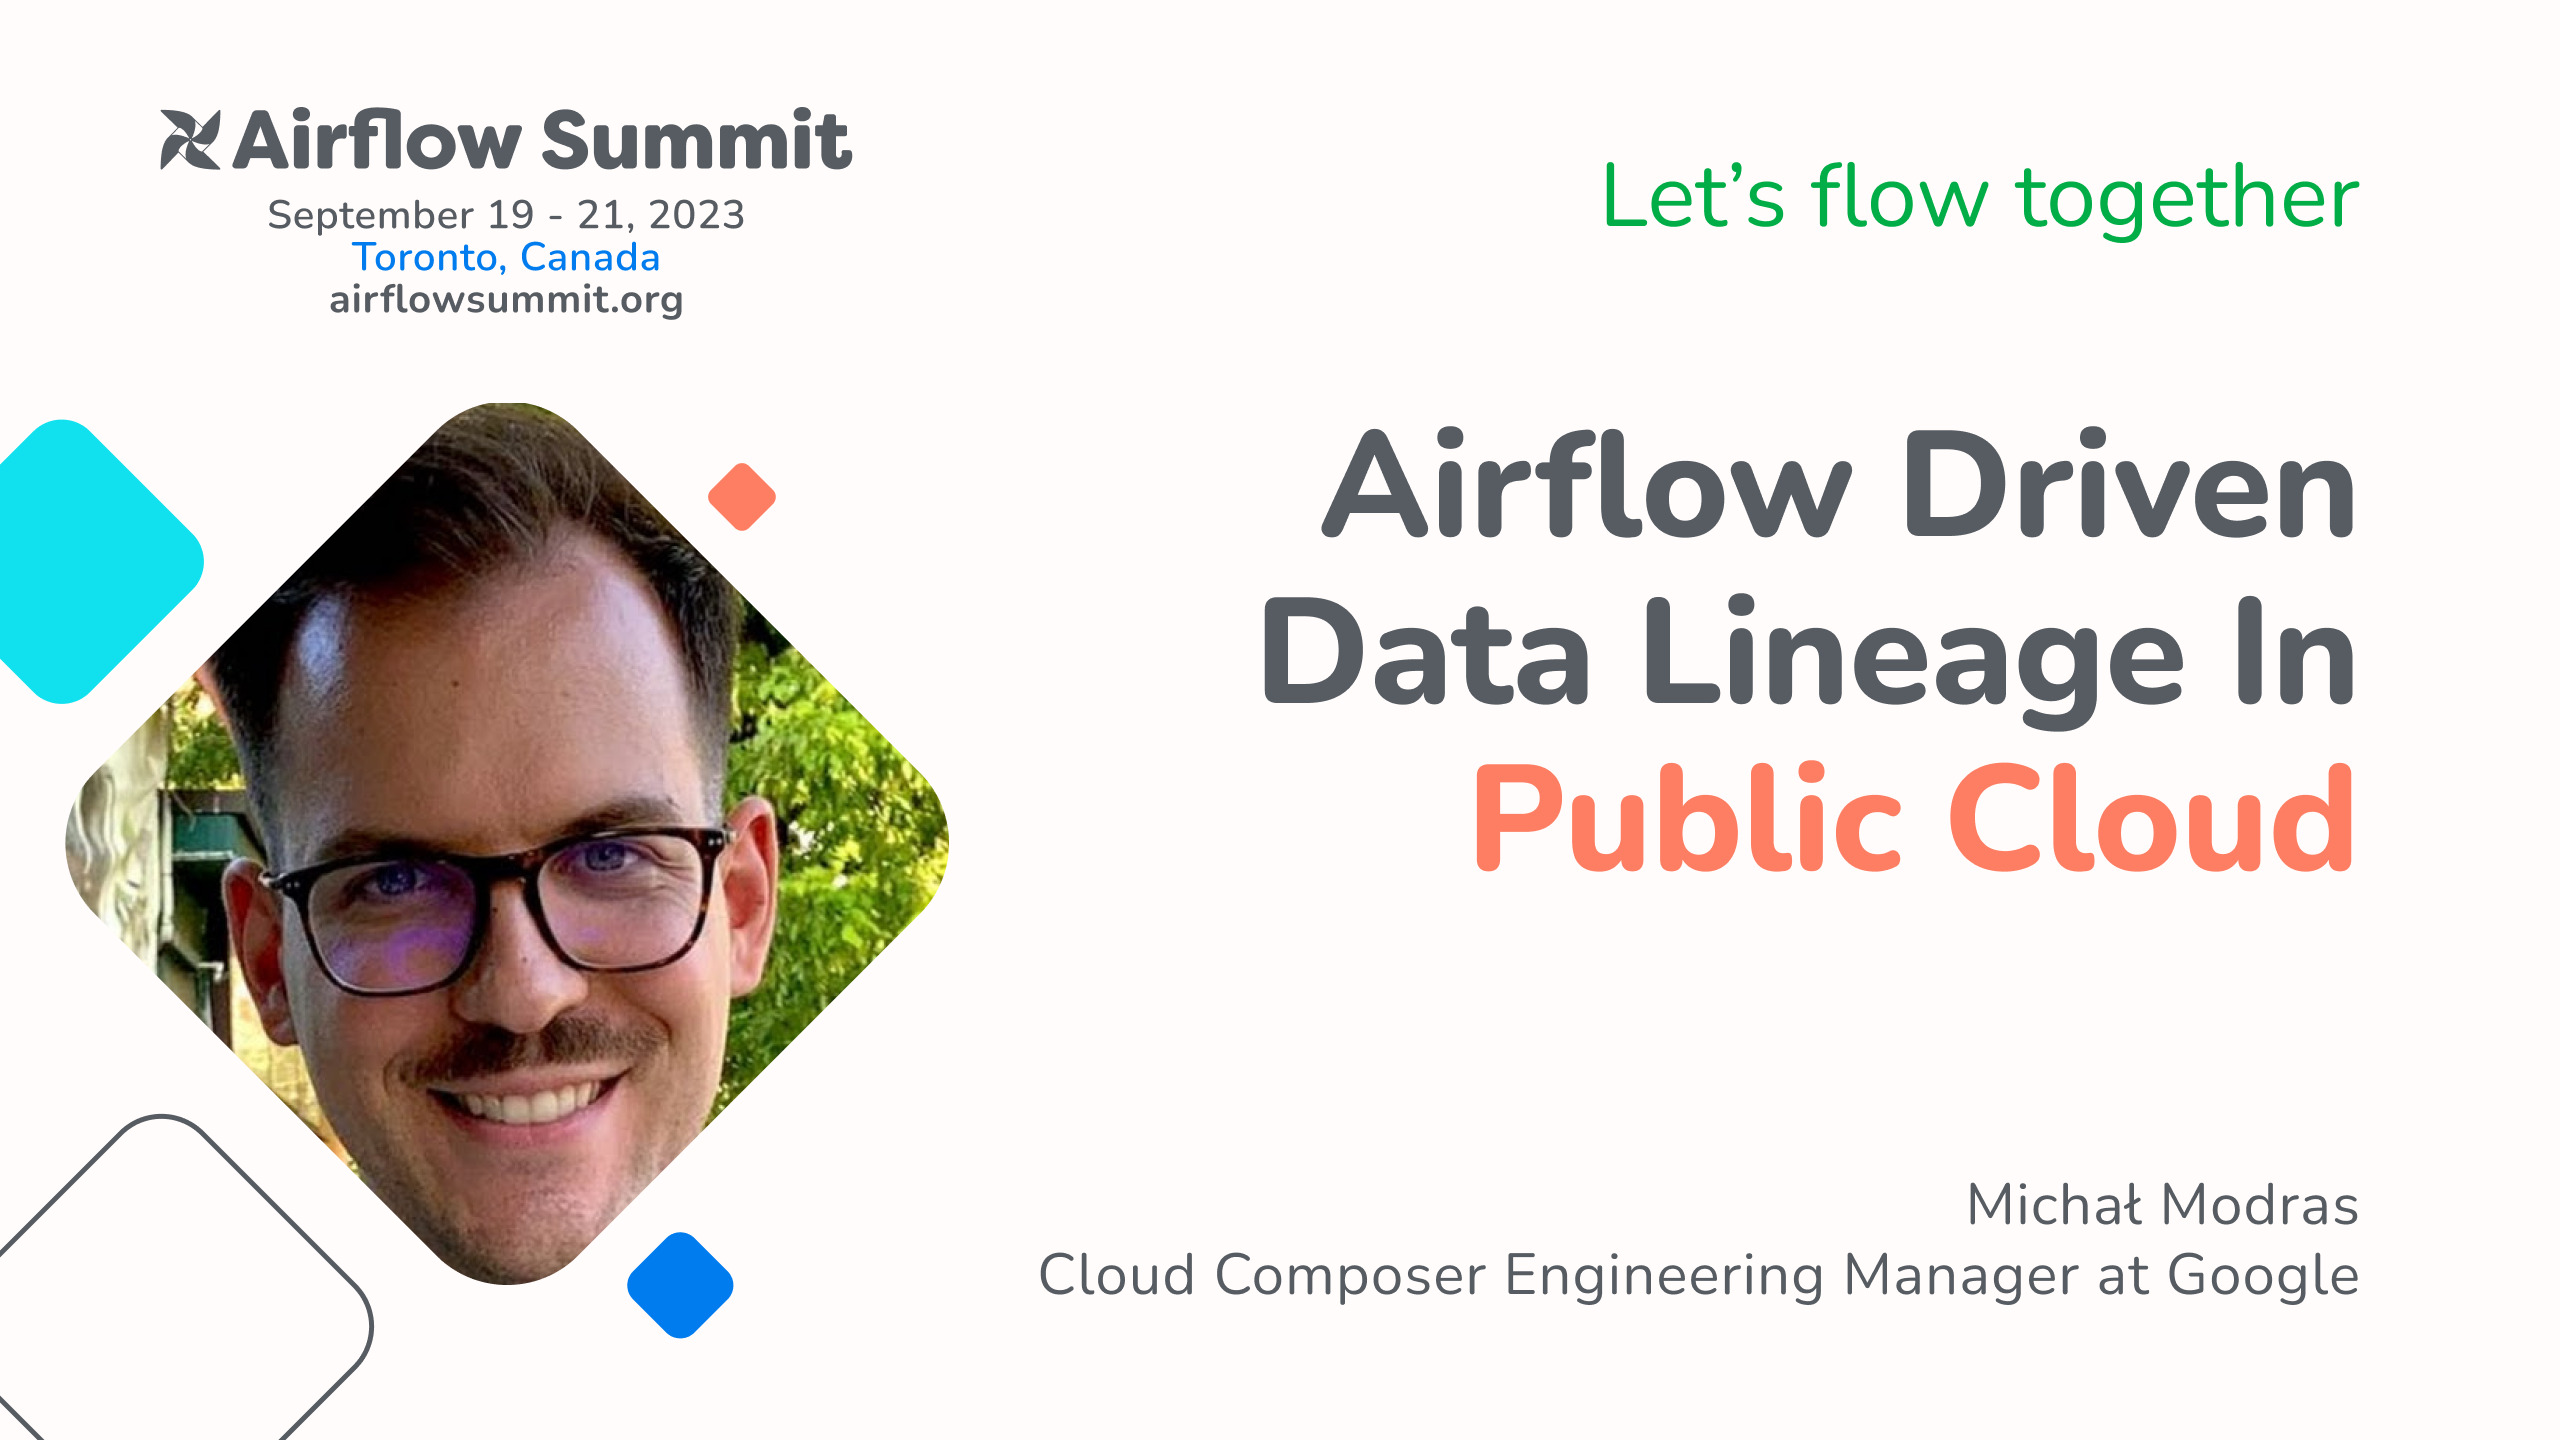 Airflow Summit
September 19 - 21, 2023
Toronto, Canada
airflowsummit.org
Let’s flow together
Airflow Driven
Data Lineage In
Public Cloud
Michał Modras
Cloud Composer Engineering Manager at Google